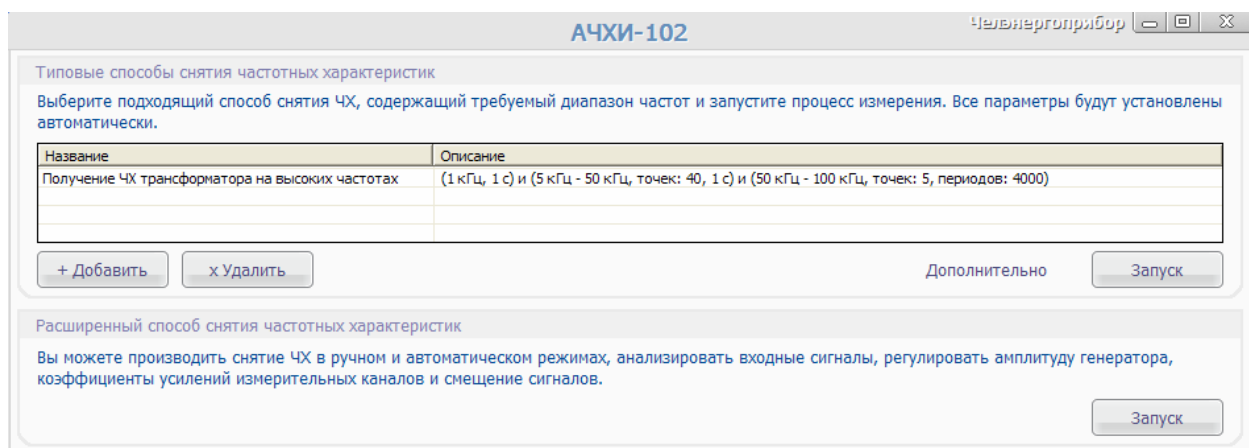 АЧХИ-102
Челэнергоприбор
Типовые способы снятия частотных характеристик
Выберите подходящий способ снятия ЧХ, содержащий требуемый диапазон частот и запустите процесс измерения. Все параметры будут установлены
автоматически.
Название Описание
Получение ЧХ трансформатора на высоких частотах (1 кГц, 1 с) и (5 кГц - 50 кГц, точек: 40, 1 с) и (50 кГц - 100 кГц, точек: 5, периодов: 4000)
+ Добавить x Удалить Дополнительно Запуск
Расширенный способ снятия частотных характеристик
Вы можете производить снятие ЧХ в ручном и автоматическом режимах, анализировать входные сигналы, регулировать амплитуду генератора,
коэффициенты усилений измерительных каналов и смещение сигналов.
Запуск